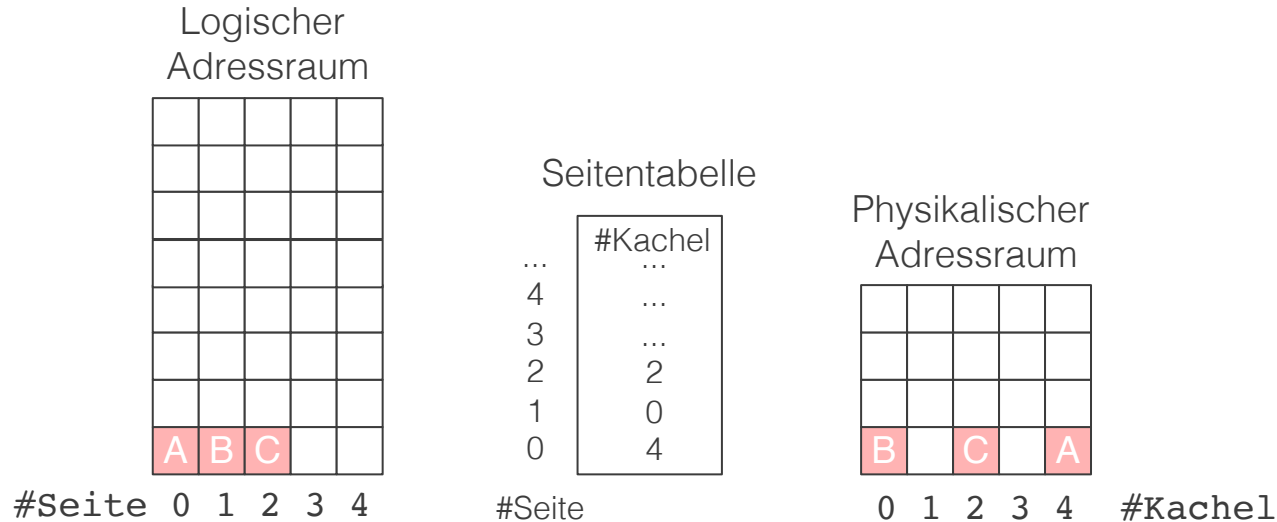 Logischer
Adressraum
A B C
#Seite 0 1 2 3 4
Seitentabelle
#Kachel
... ...
4 ...
3 ...
2 2
1 0
0 4
#Seite
Physikalischer
Adressraum
B C A
0 1 2 3 4 #Kachel